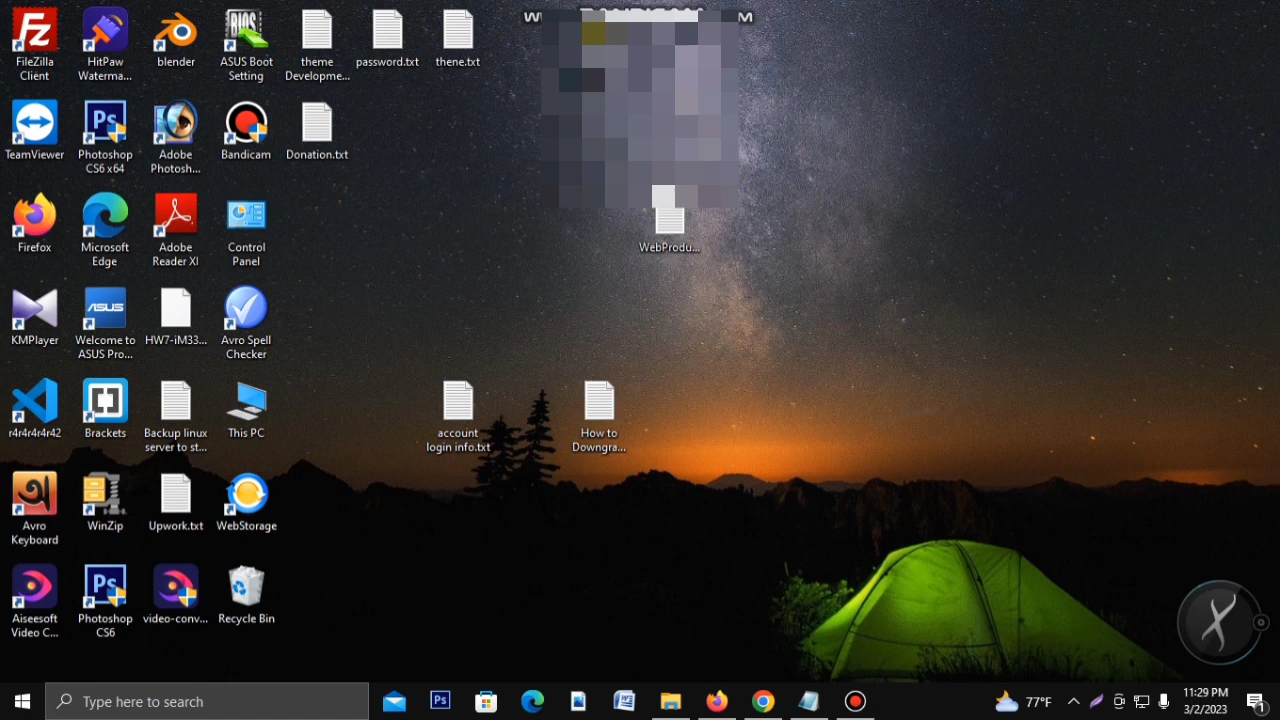 FileZilla
Client
HitPaw
Waterma...
blender
ASUS Boot
Setting
theme
Developme...
password.txt
thene.txt
TeamViewer
Photoshop
CS6 x64
Adobe
Photosh...
Bandicam
Donation.txt
Firefox
Microsoft
Edge
Adobe
Reader XI
Control
Panel
WebProdu...
KMPlayer
Welcome to
ASUS Pro...
HW7-iM33...
Avro Spell
Checker
r4r4r4r4r42
Brackets
Backup linux
server to st...
This PC
account
login info.txt
How to
Downgra...
Avro
Keyboard
WinZip
Upwork.txt
WebStorage
Aiseesoft
Video C...
Photoshop
CS6
video-conv...
Recycle Bin
Type here to search
77°F
11:29 PM
3/2/2023
1